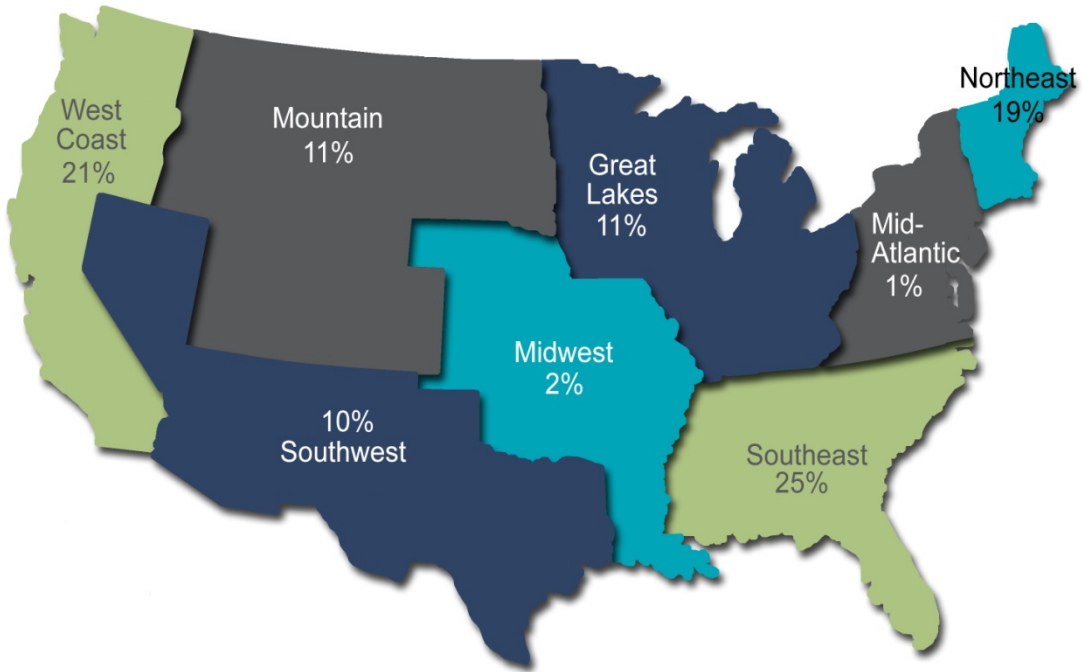 West
Coast
21%
Mountain
11%
Great
Lakes
11%
Northeast
19%
Mid-
Atlantic
1%
Midwest
2%
10%
Southwest
Southeast
25%